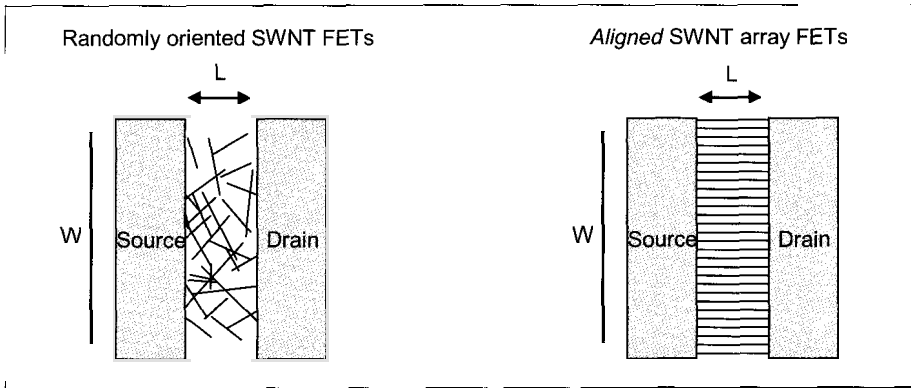 Randomly oriented SWNT FETs
Aligned SWNT array FETs
L
L
W
Source
Drain
W
Source
Drain